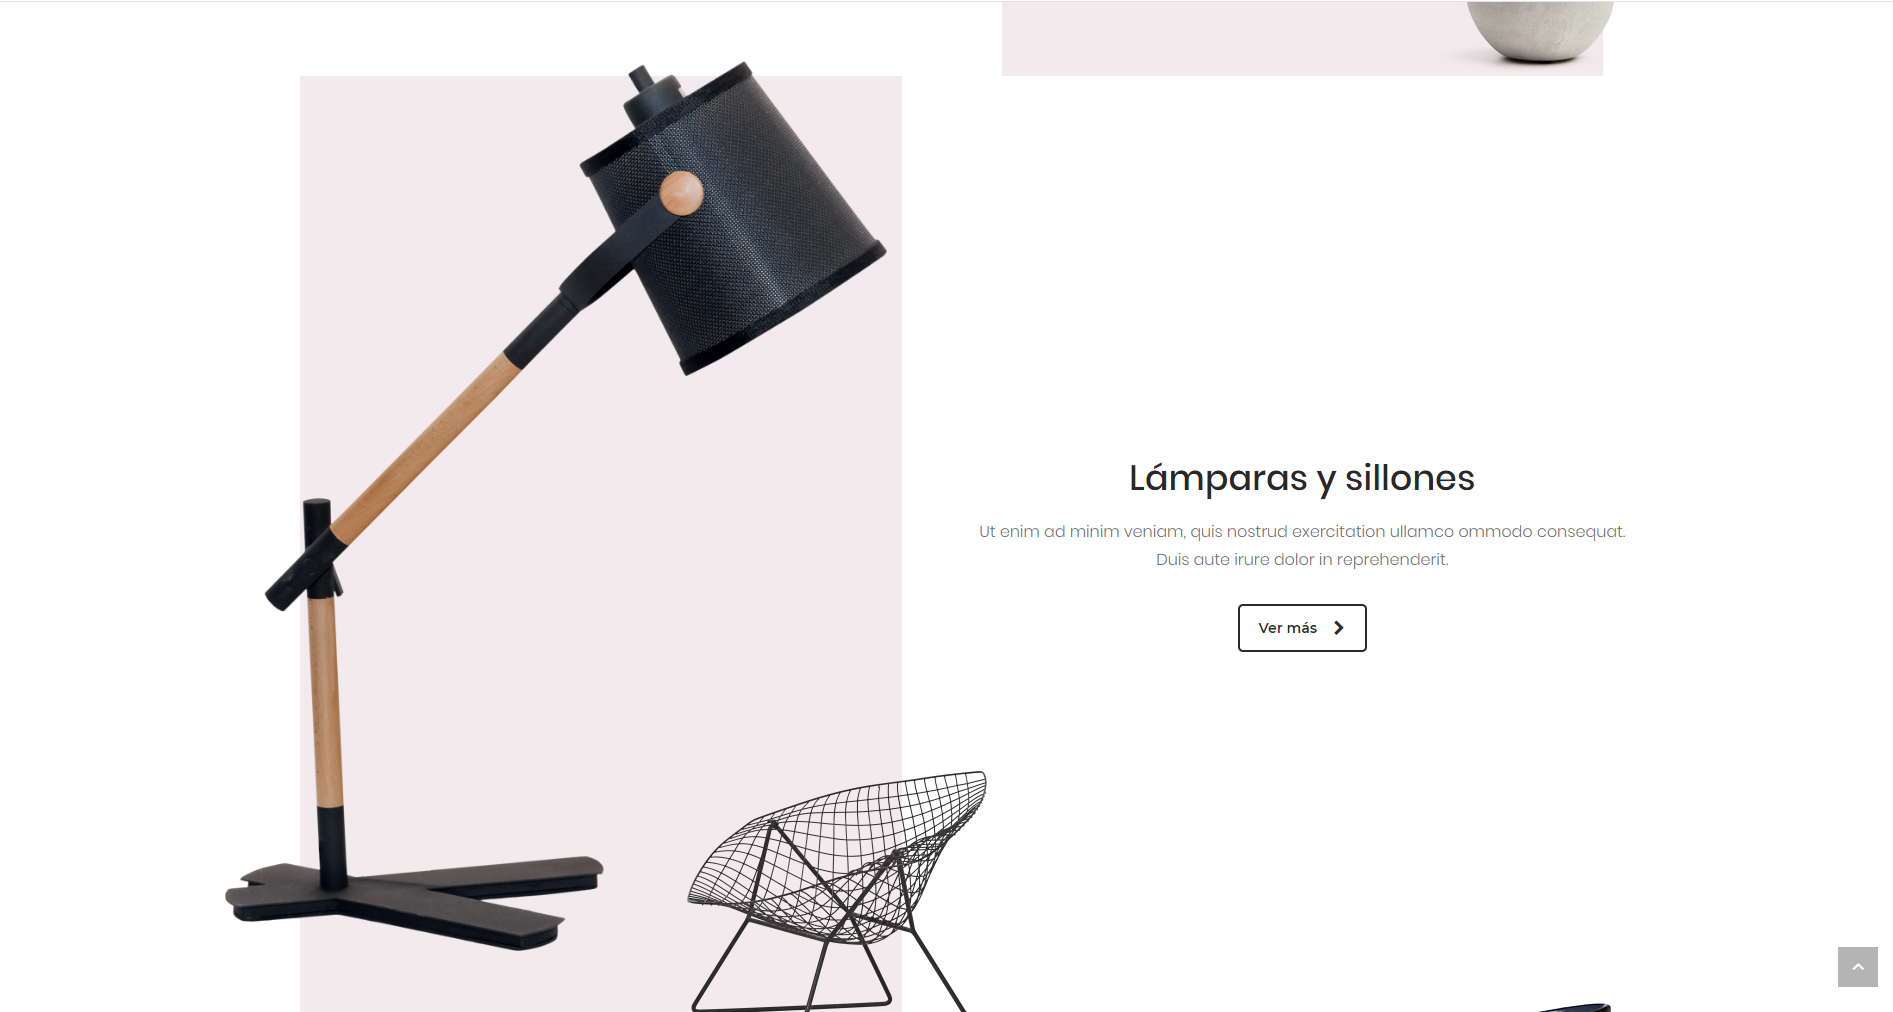 Lámparas y sillones
Ut enim ad minim veniam, quis nostrud exercitation ullamco ommodo consequat.
Duis aute irure dolor in reprehenderit.
Ver más